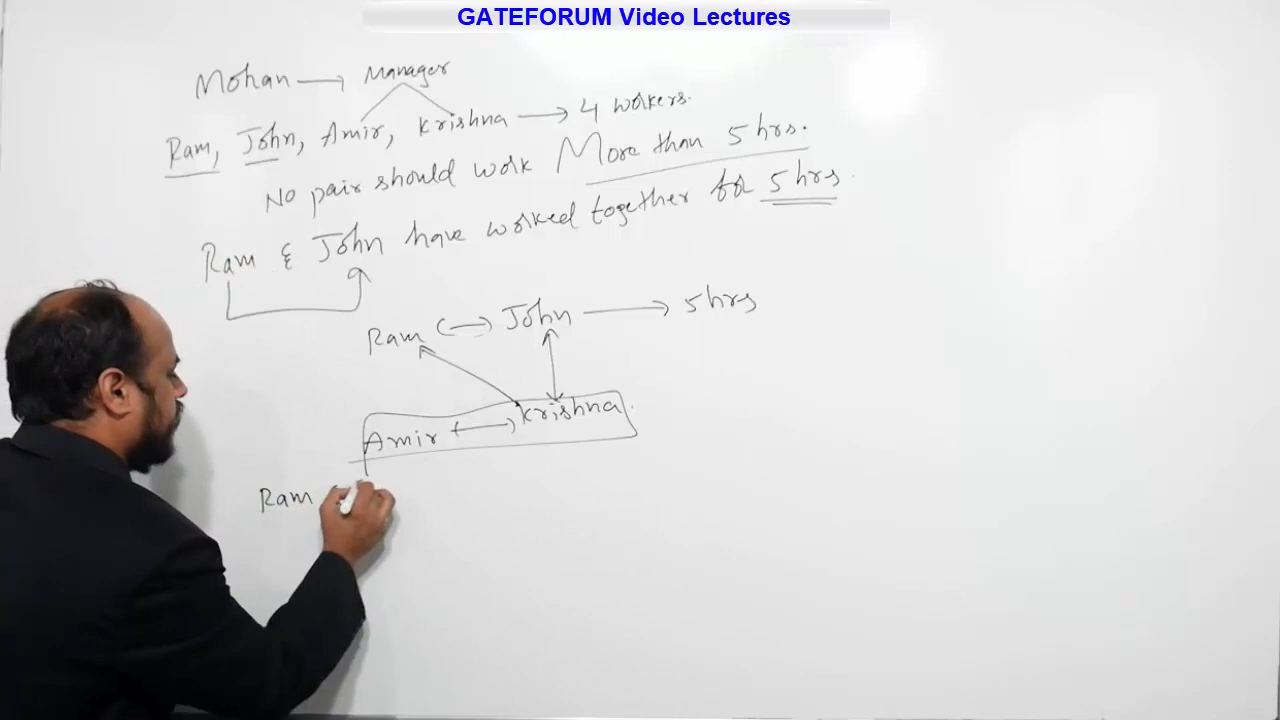 GATEFORUM Video Lectures
Mohan → Manager
Ram, John, Amir, Krishna → 4 workers.
No pair should work More than 5 hrs.
Ram & John have worked together for 5 hrs.
Ram ↔ John → 5 hrs
Amir ↔ Krishna
Ram